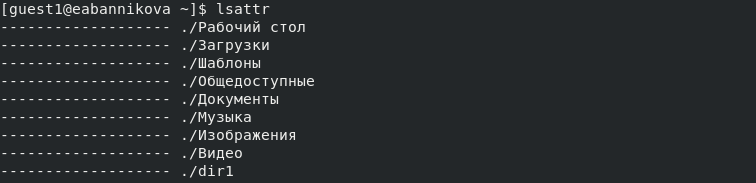 [guest1@eabannikova ~]$ lsattr
------------------- ./Рабочий стол
------------------- ./Загрузки
------------------- ./Шаблоны
------------------- ./Общедоступные
------------------- ./Документы
------------------- ./Музыка
------------------- ./Изображения
------------------- ./Видео
------------------- ./dir1